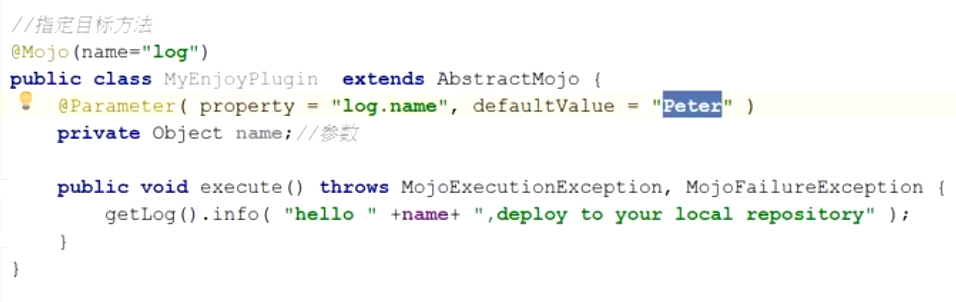 //指定目标方法
@Mojo(name="log")
public class MyEnjoyPlugin  extends AbstractMojo {
    @Parameter( property = "log.name", defaultValue = "Peter" )
    private Object name;//参数

    public void execute() throws MojoExecutionException, MojoFailureException {
        getLog().info( "hello " +name+ ",deploy to your local repository" );
    }
}